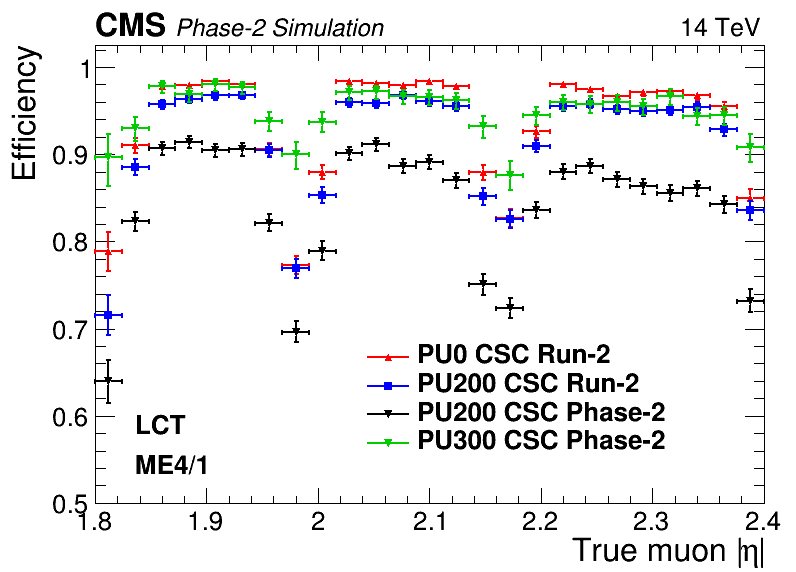 CMS Phase-2 Simulation 14 TeV
Efficiency
1
0.9
0.8
0.7
0.6
0.5
PU0 CSC Run-2
PU200 CSC Run-2
PU200 CSC Phase-2
PU300 CSC Phase-2
LCT
ME4/1
1.8 1.9 2 2.1 2.2 2.3 2.4
True muon |η|